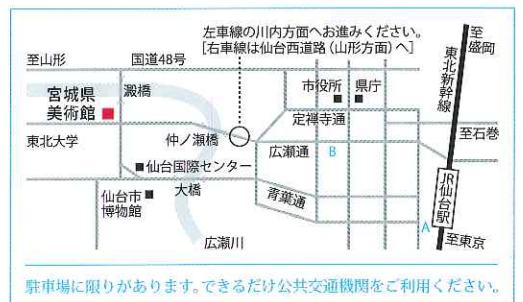 左車線の川内方面へお進みください。
[右車線は仙台西道路(山形方面)へ]
至盛岡
至山形
国道48号
東北新幹線
宮城県
美術館
澱橋
市役所
県庁
定禅寺通
東北大学
仲ノ瀬橋
広瀬通
B
至石巻
仙台国際センター
大橋
青葉通
仙台市
博物館
JR仙台駅
A
広瀬川
至東京
駐車場に限りがあります。できるだけ公共交通機関をご利用ください。